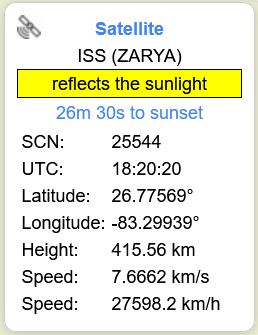 Satellite
ISS (ZARYA)
reflects the sunlight
26m 30s to sunset
SCN: 25544
UTC: 18:20:20
Latitude: 26.77569°
Longitude: -83.29939°
Height: 415.56 km
Speed: 7.6662 km/s
Speed: 27598.2 km/h